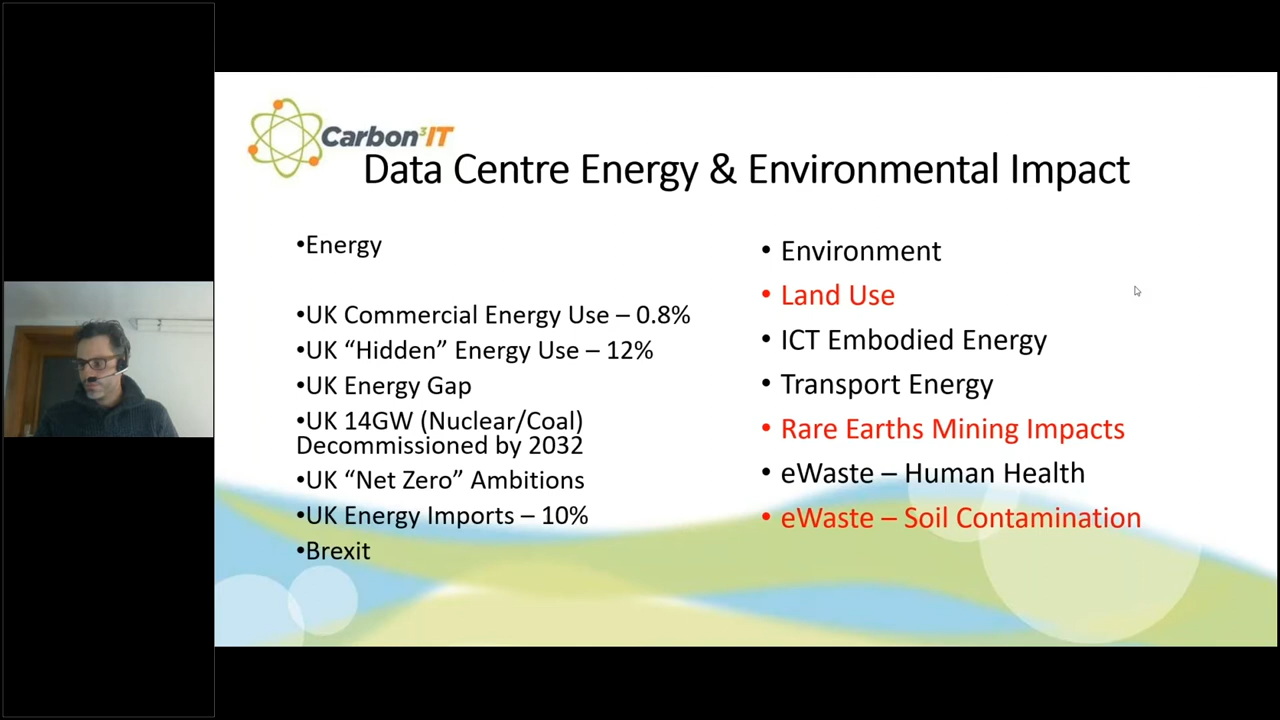 Carbon³IT
Data Centre Energy & Environmental Impact
•Energy
•UK Commercial Energy Use – 0.8%
•UK “Hidden” Energy Use – 12%
•UK Energy Gap
•UK 14GW (Nuclear/Coal)
Decommissioned by 2032
•UK “Net Zero” Ambitions
•UK Energy Imports – 10%
•Brexit
• Environment
• Land Use
• ICT Embodied Energy
• Transport Energy
• Rare Earths Mining Impacts
• eWaste – Human Health
• eWaste – Soil Contamination